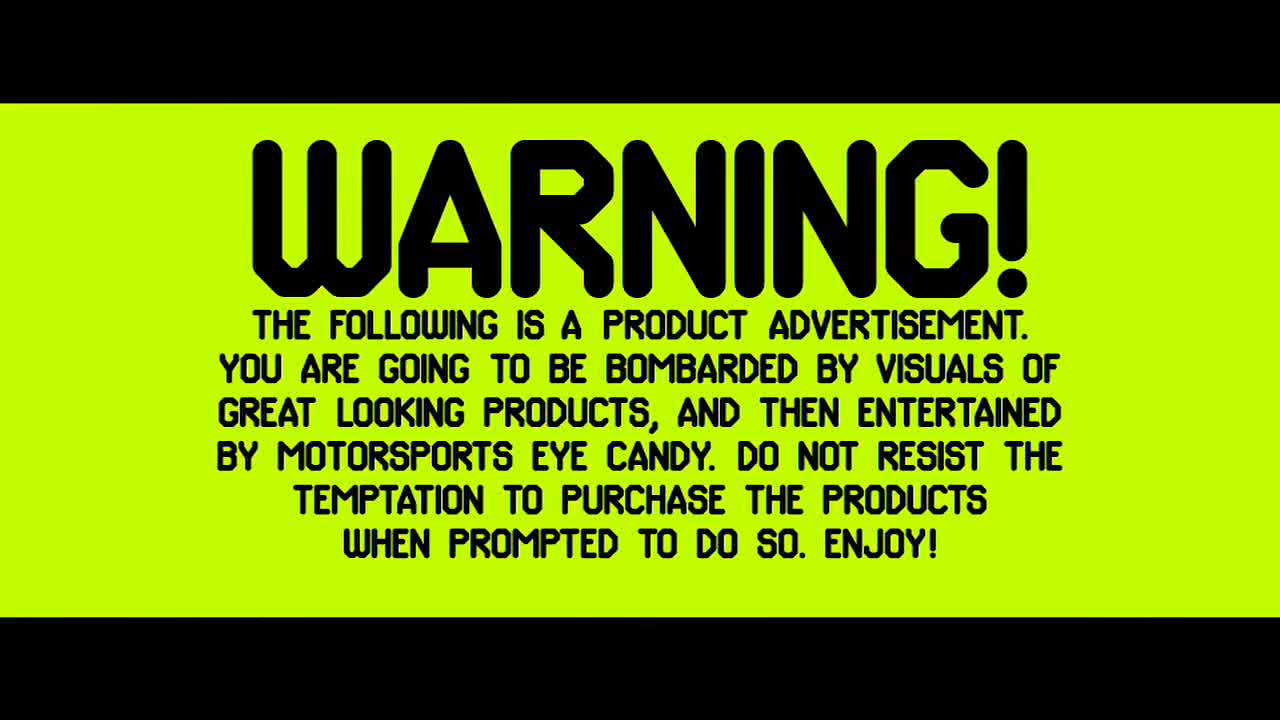 WARNING!
THE FOLLOWING IS A PRODUCT ADVERTISEMENT.
YOU ARE GOING TO BE BOMBARDED BY VISUALS OF
GREAT LOOKING PRODUCTS, AND THEN ENTERTAINED
BY MOTORSPORTS EYE CANDY. DO NOT RESIST THE
TEMPTATION TO PURCHASE THE PRODUCTS
WHEN PROMPTED TO DO SO. ENJOY!